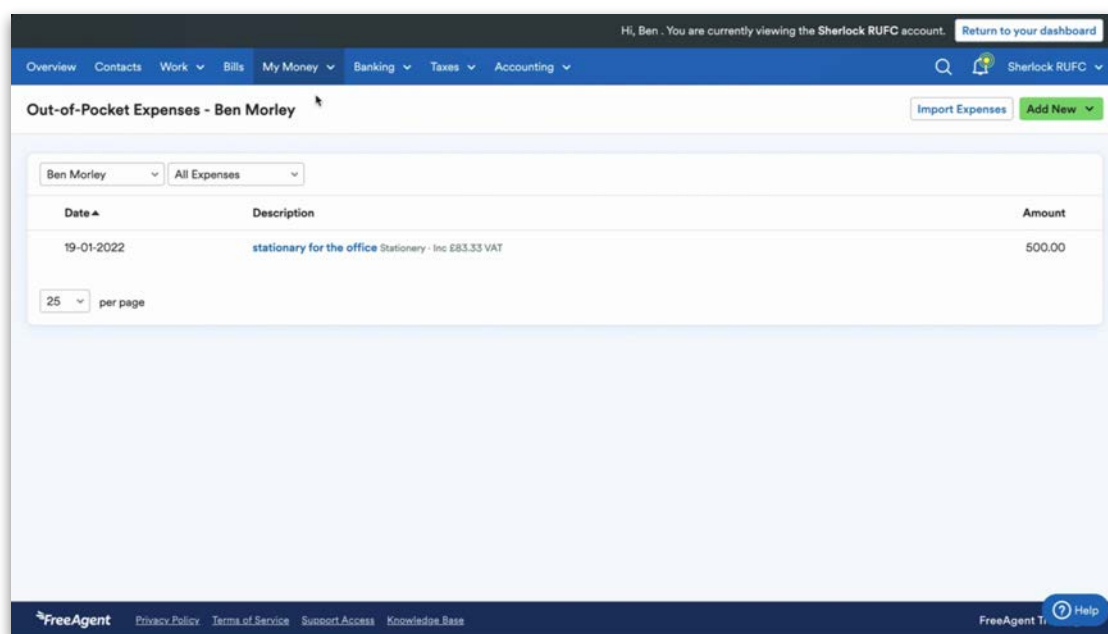 Hi, Ben . You are currently viewing the Sherlock RUFC account. Return to your dashboard
Overview Contacts Work Bills My Money Banking Taxes Accounting Sherlock RUFC
Out-of-Pocket Expenses - Ben Morley Import Expenses Add New
Ben Morley All Expenses
Date Description Amount
19-01-2022 stationary for the office Stationery · Inc £83.33 VAT 500.00
25 per page
FreeAgent Privacy Policy Terms of Service Support Access Knowledge Base FreeAgent Help